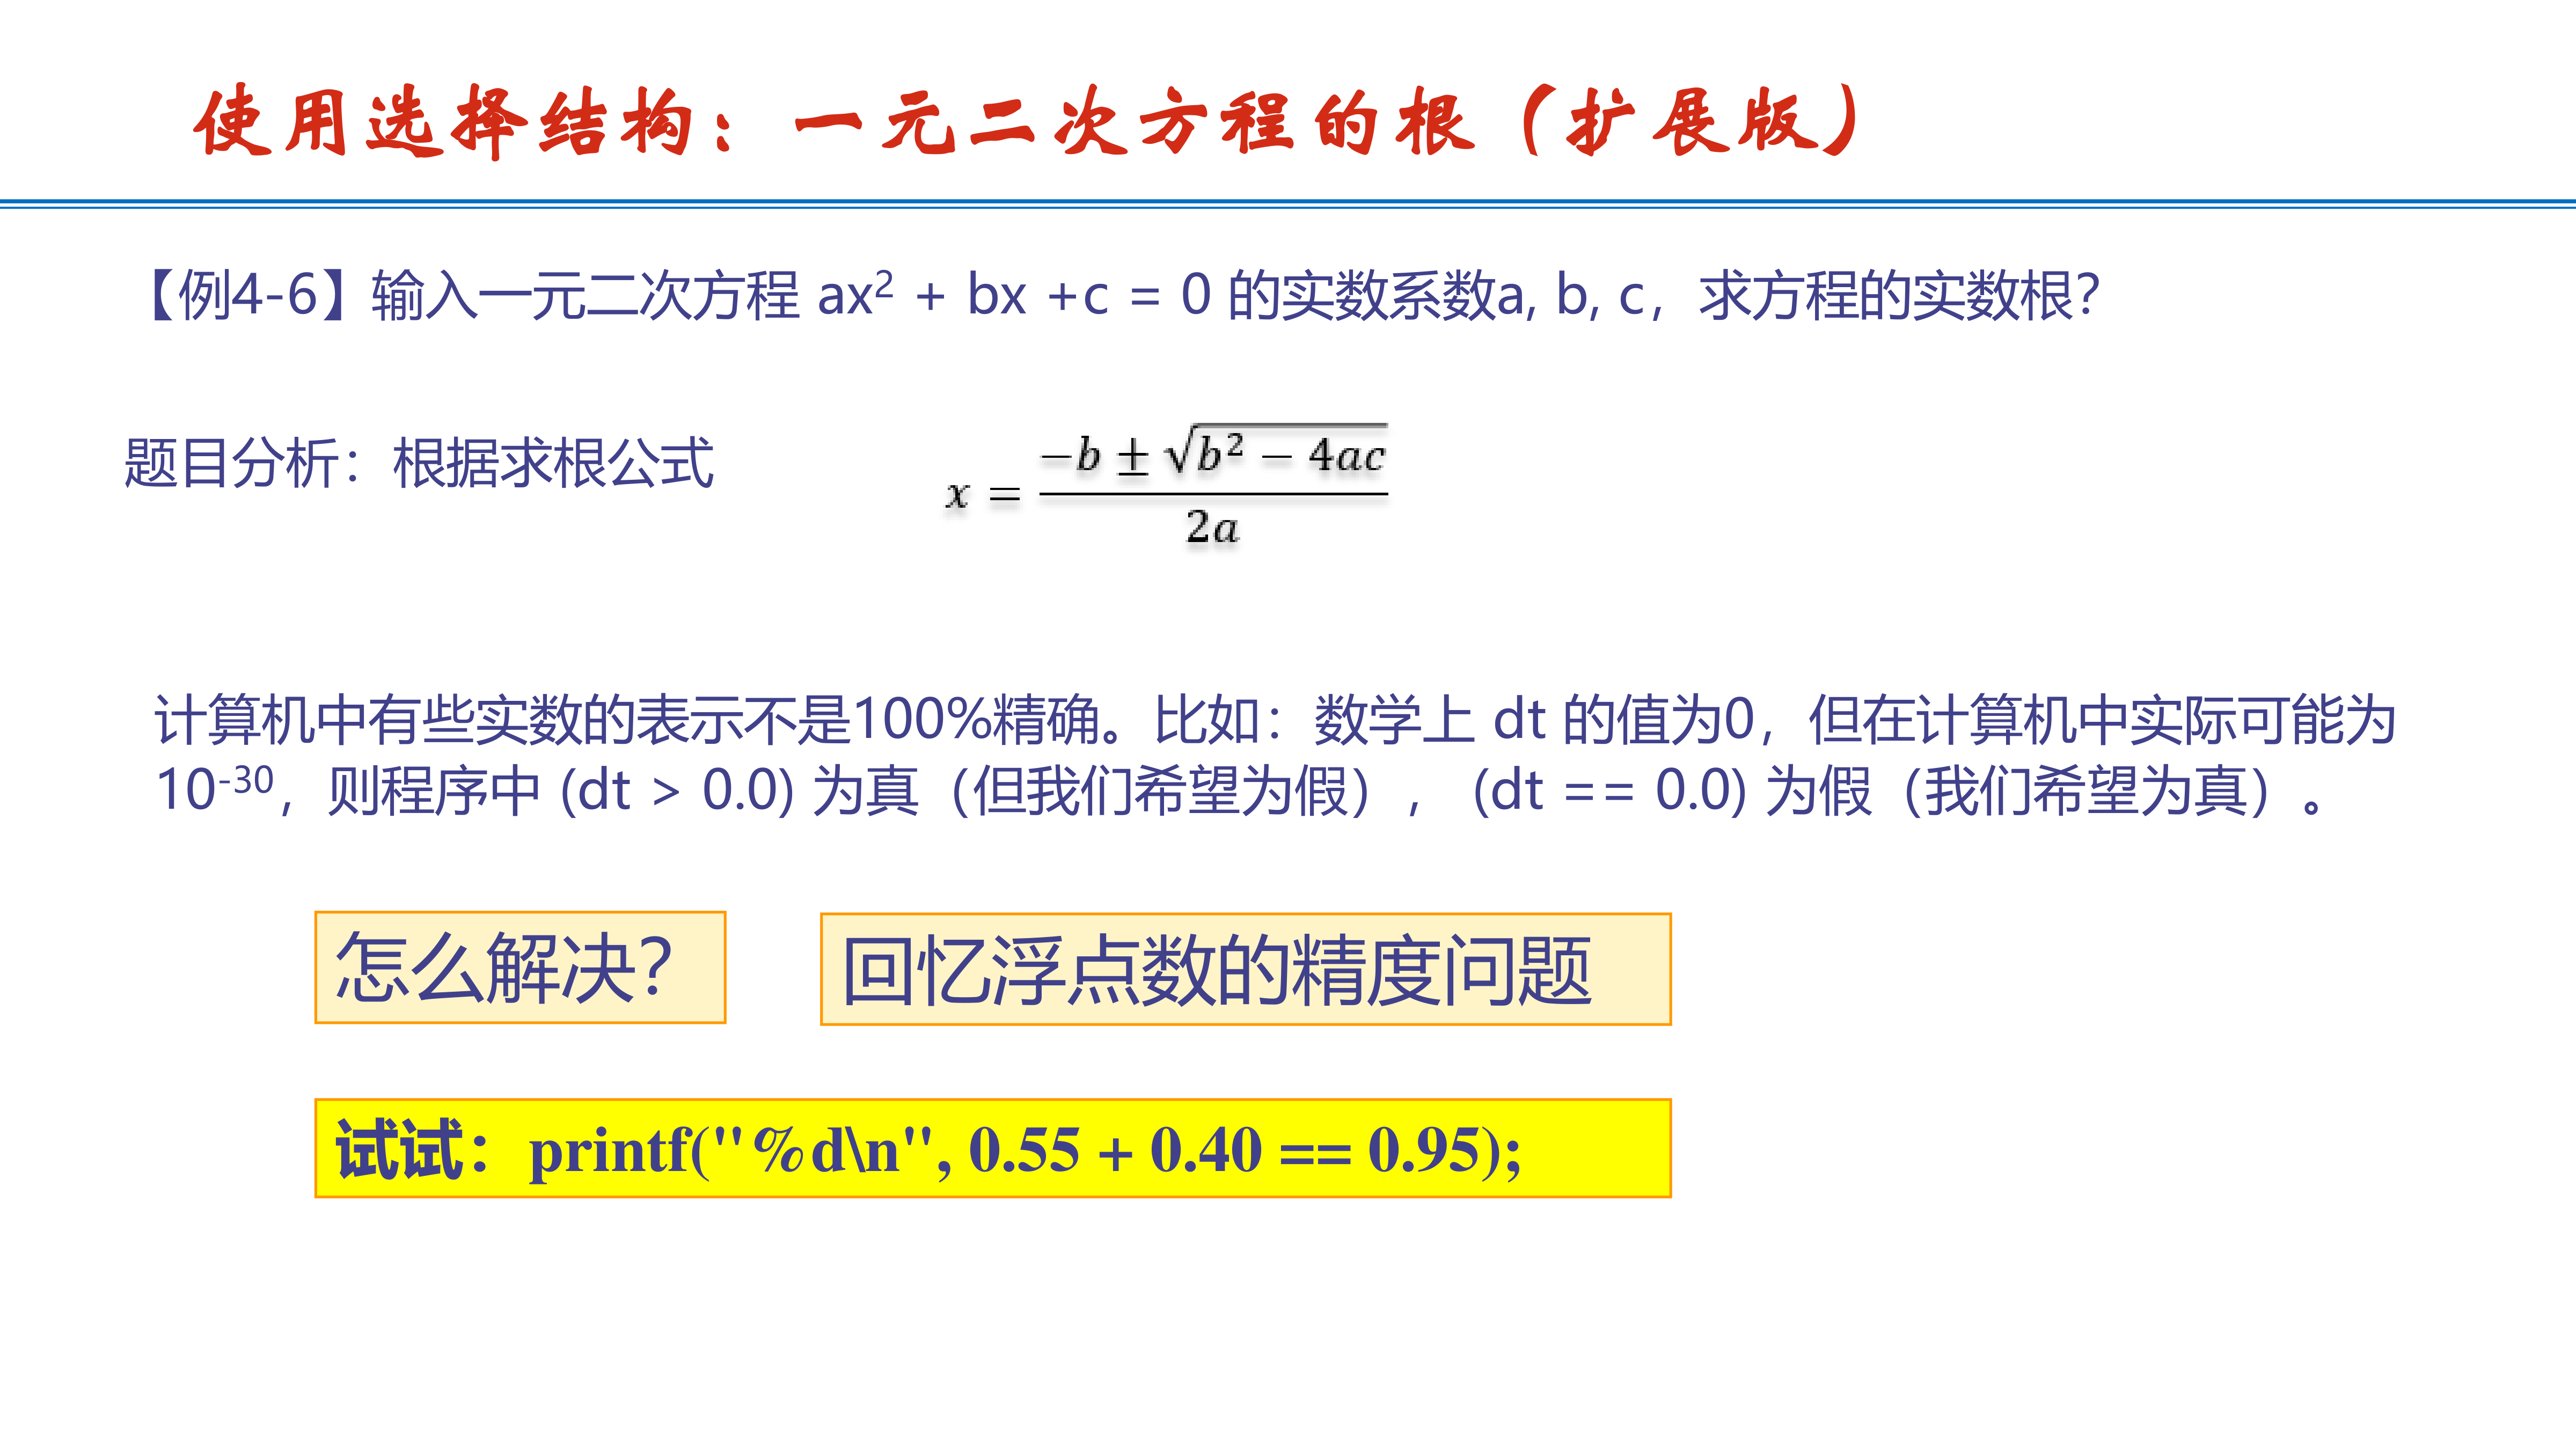 使用选择结构：一元二次方程的根（扩展版）
【例4-6】输入一元二次方程 ax² + bx +c = 0 的实数系数a, b, c，求方程的实数根？
题目分析：根据求根公式
x = \frac{-b ± \sqrt{b² − 4ac}}{2a}
计算机中有些实数的表示不是100%精确。比如：数学上 dt 的值为0，但在计算机中实际可能为
10⁻³⁰，则程序中 (dt > 0.0) 为真（但我们希望为假）， (dt == 0.0) 为假（我们希望为真）。
怎么解决？
回忆浮点数的精度问题
试试：printf("%d\n", 0.55 + 0.40 == 0.95);